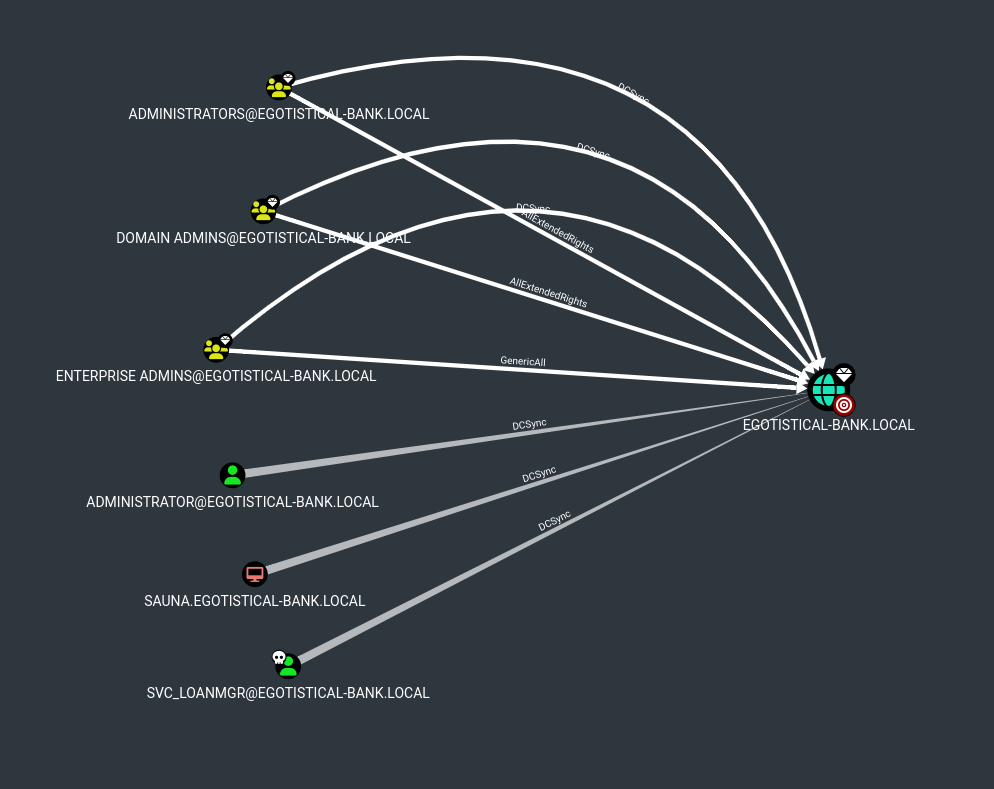 DCSync
ADMINISTRATORS@EGOTISTICAL-BANK.LOCAL
DCSync
DCSync
AllExtendedRights
DOMAIN ADMINS@EGOTISTICAL-BANK.LOCAL
AllExtendedRights
GenericAll
ENTERPRISE ADMINS@EGOTISTICAL-BANK.LOCAL
EGOTISTICAL-BANK.LOCAL
DCSync
DCSync
ADMINISTRATOR@EGOTISTICAL-BANK.LOCAL
DCSync
SAUNA.EGOTISTICAL-BANK.LOCAL
SVC_LOANMGR@EGOTISTICAL-BANK.LOCAL